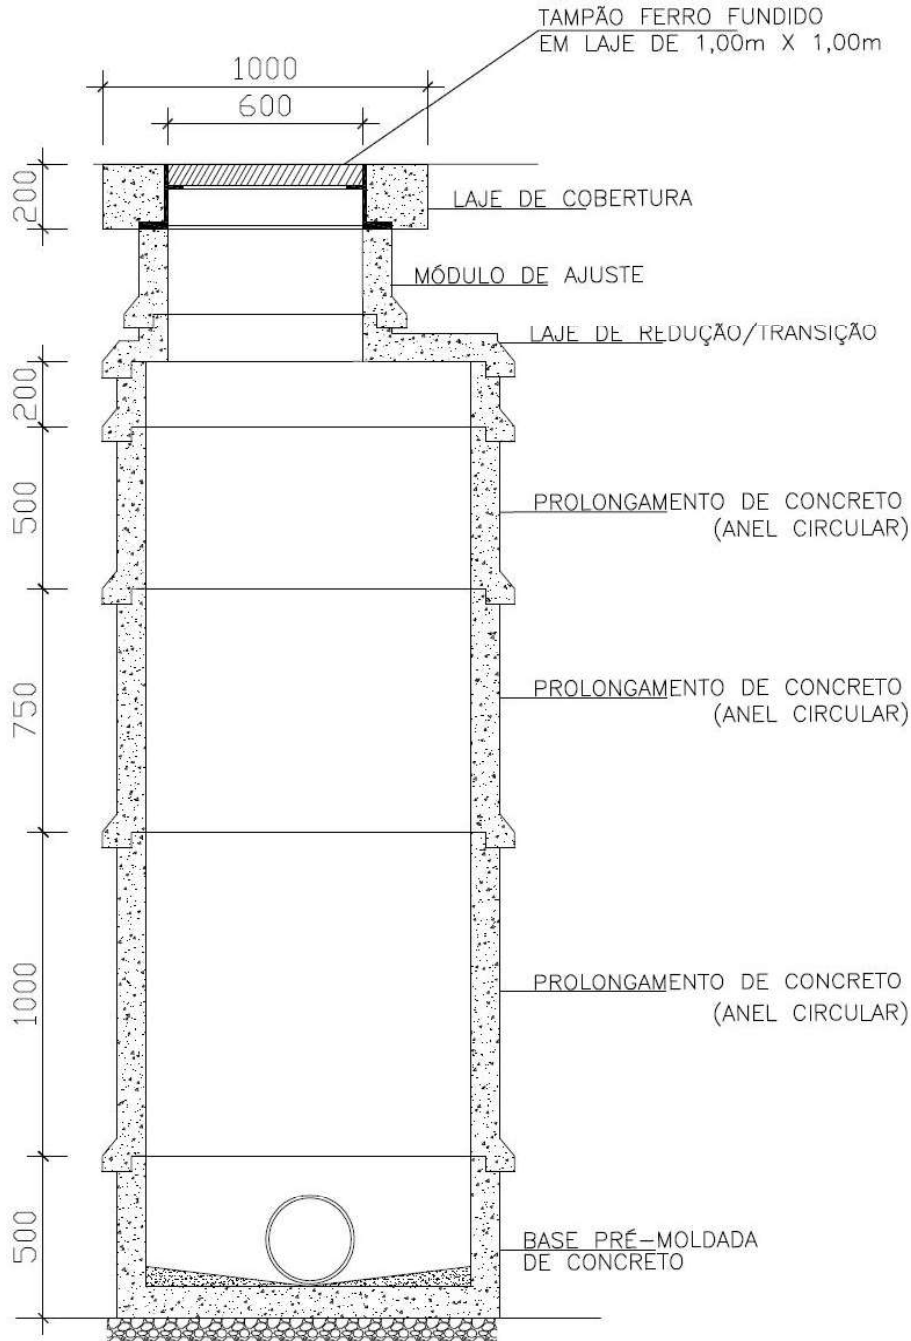 TAMPÃO FERRO FUNDIDO
EM LAJE DE 1,00m X 1,00m
1000
600
200
LAJE DE COBERTURA
MÓDULO DE AJUSTE
LAJE DE REDUÇÃO/TRANSIÇÃO
200
500
PROLONGAMENTO DE CONCRETO
(ANEL CIRCULAR)
750
PROLONGAMENTO DE CONCRETO
(ANEL CIRCULAR)
1000
PROLONGAMENTO DE CONCRETO
(ANEL CIRCULAR)
500
BASE PRÉ-MOLDADA
DE CONCRETO